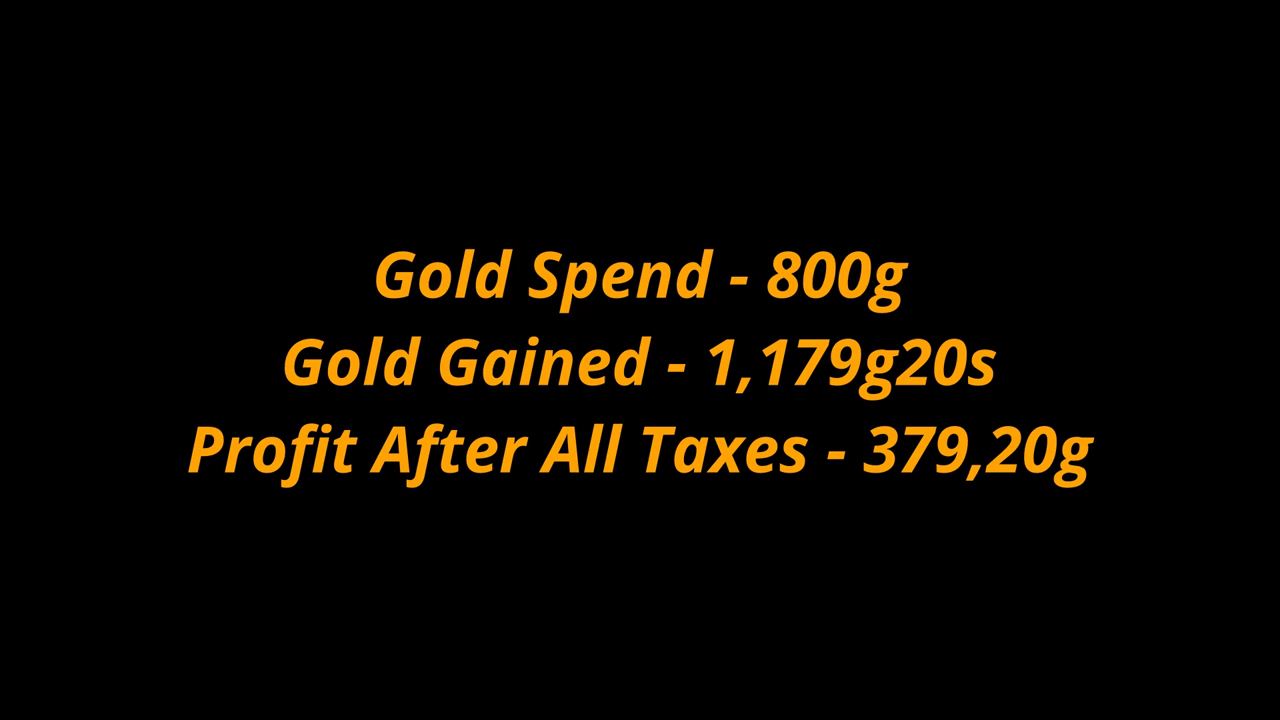 Gold Spend - 800g
Gold Gained - 1,179g20s
Profit After All Taxes - 379,20g